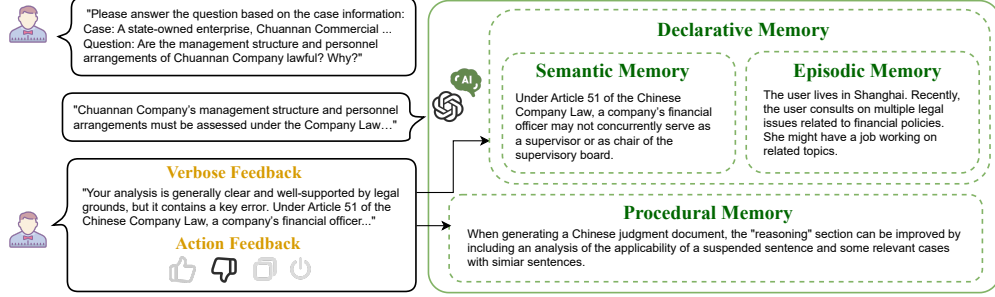 "Please answer the question based on the case information:
Case: A state-owned enterprise, Chuannan Commercial ...
Question: Are the management structure and personnel
arrangements of Chuannan Company lawful? Why?"
"Chuannan Company's management structure and personnel
arrangements must be assessed under the Company Law…"
Verbose Feedback
"Your analysis is generally clear and well-supported by legal
grounds, but it contains a key error. Under Article 51 of the
Chinese Company Law, a company's financial officer..."
Action Feedback
AI
Declarative Memory
Semantic Memory
Under Article 51 of the Chinese
Company Law, a company's financial
officer may not concurrently serve as
a supervisor or as chair of the
supervisory board.
Episodic Memory
The user lives in Shanghai. Recently,
the user consults on multiple legal
issues related to financial policies.
She might have a job working on
related topics.
Procedural Memory
When generating a Chinese judgment document, the "reasoning" section can be improved by
including an analysis of the applicability of a suspended sentence and some relevant cases
with simiar sentences.